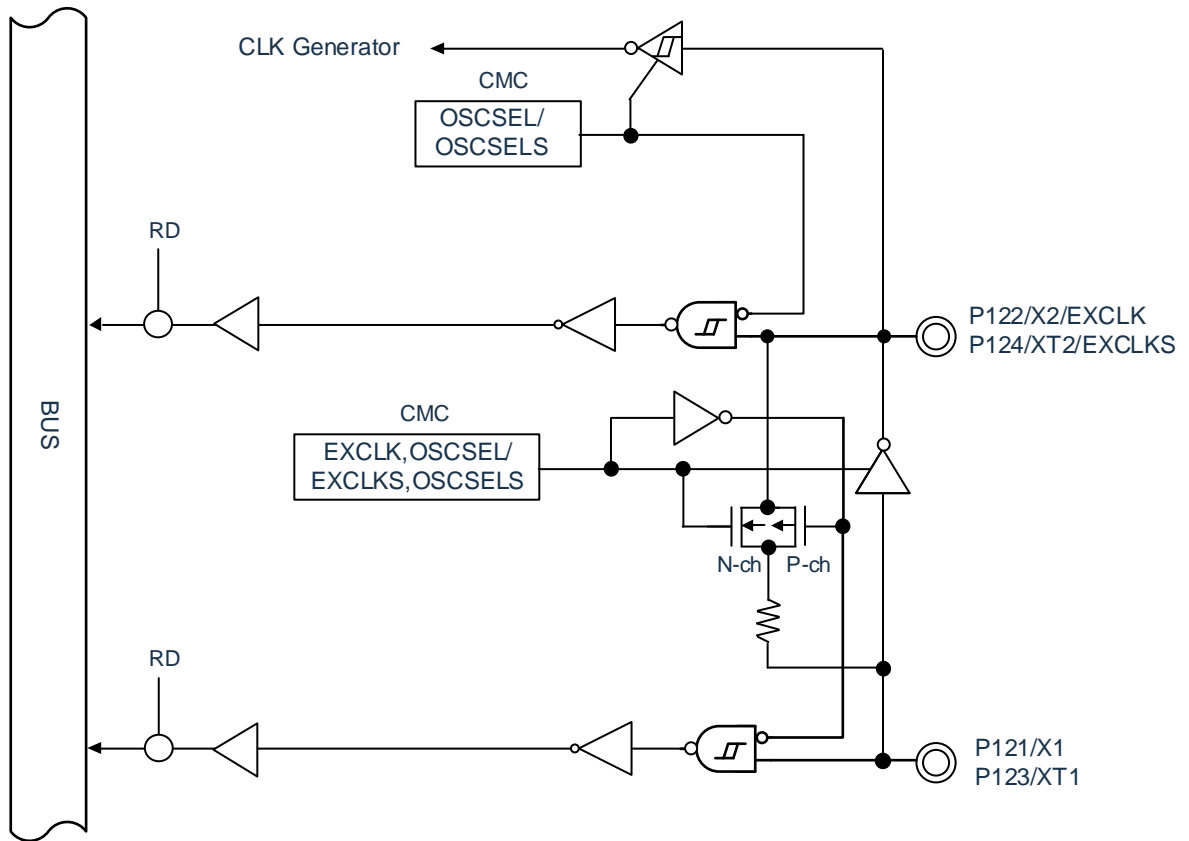 CLK Generator
CMC
OSCSEL/
OSCSELS
RD
P122/X2/EXCLK
P124/XT2/EXCLKS
BUS
CMC
EXCLK,OSCSEL/
EXCLKS,OSCSELS
N-ch
P-ch
RD
P121/X1
P123/XT1